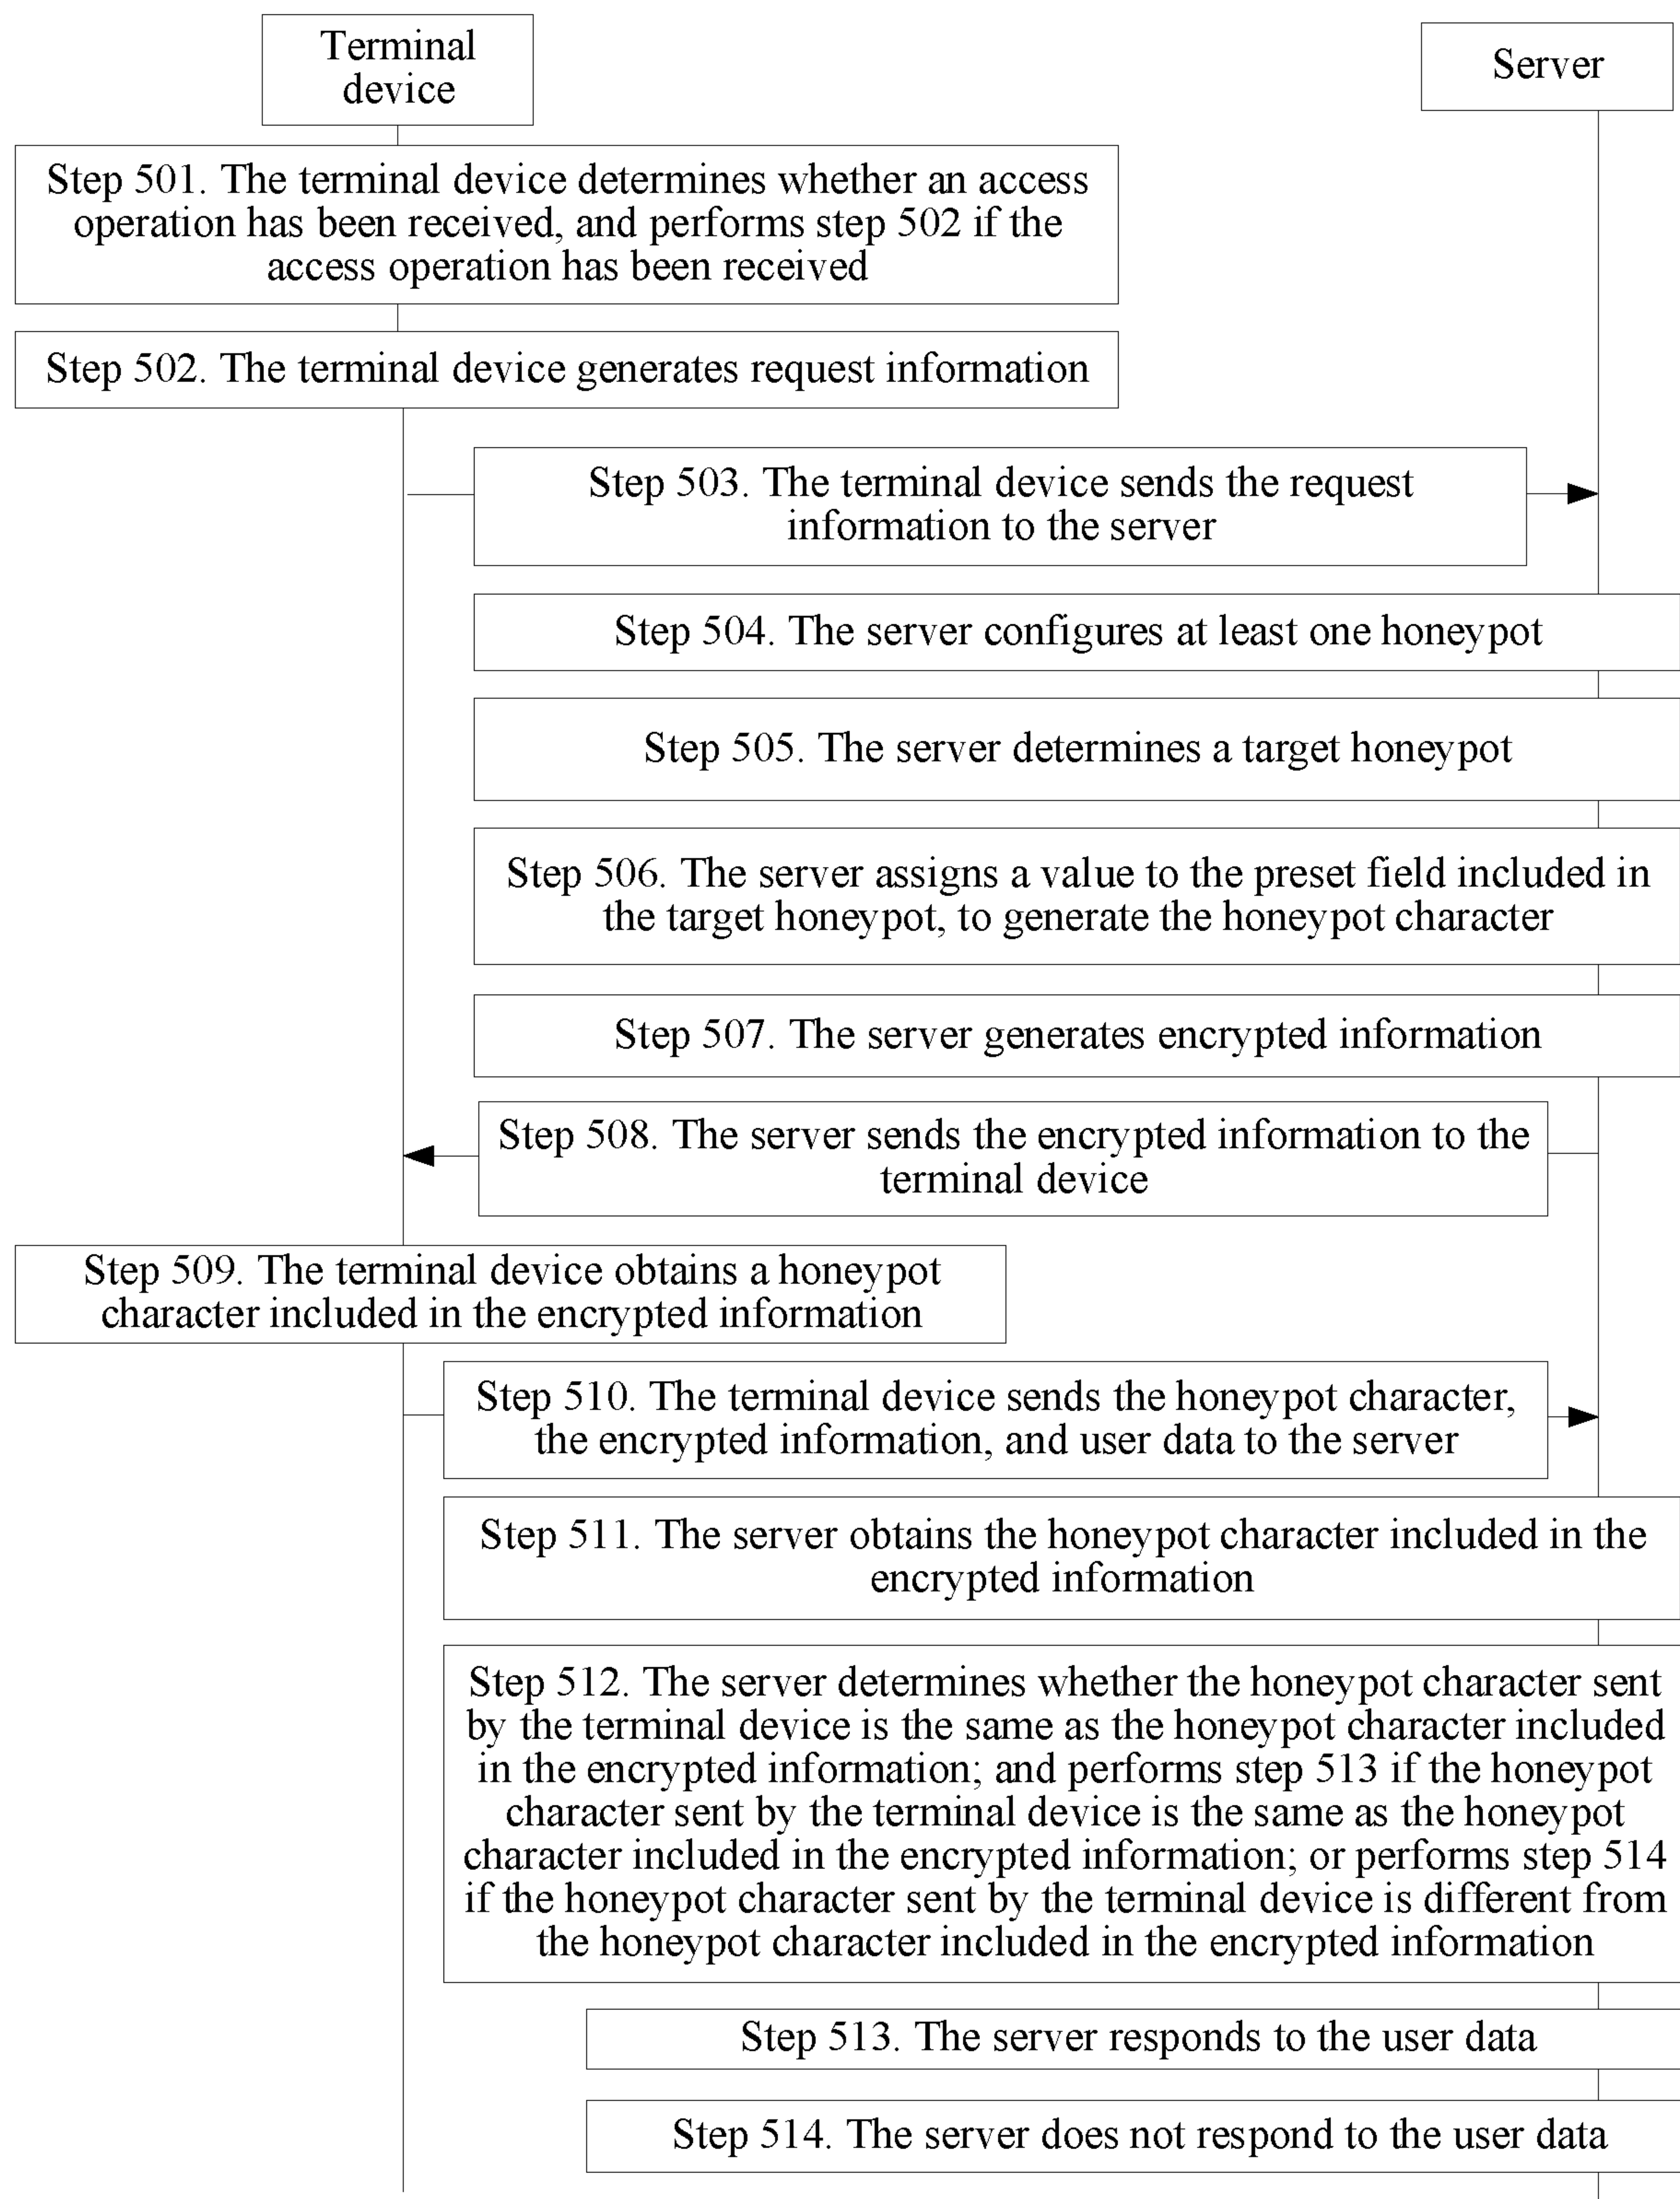 Terminal
device
Server
Step 501. The terminal device determines whether an access
operation has been received, and performs step 502 if the
access operation has been received
Step 502. The terminal device generates request information
Step 503. The terminal device sends the request
information to the server
Step 504. The server configures at least one honeypot
Step 505. The server determines a target honeypot
Step 506. The server assigns a value to the preset field included in
the target honeypot, to generate the honeypot character
Step 507. The server generates encrypted information
Step 508. The server sends the encrypted information to the
terminal device
Step 509. The terminal device obtains a honeypot
character included in the encrypted information
Step 510. The terminal device sends the honeypot character,
the encrypted information, and user data to the server
Step 511. The server obtains the honeypot character included in the
encrypted information
Step 512. The server determines whether the honeypot character sent
by the terminal device is the same as the honeypot character included
in the encrypted information; and performs step 513 if the honeypot
character sent by the terminal device is the same as the honeypot
character included in the encrypted information; or performs step 514
if the honeypot character sent by the terminal device is different from
the honeypot character included in the encrypted information
Step 513. The server responds to the user data
Step 514. The server does not respond to the user data